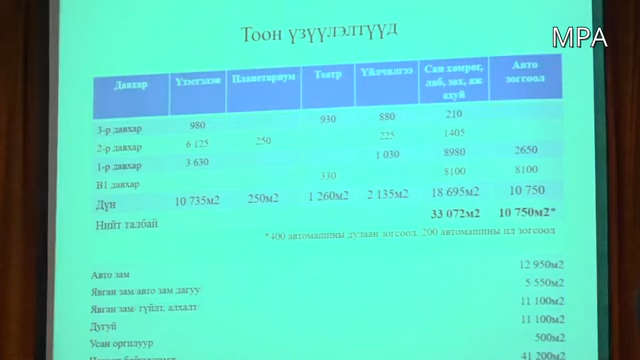 MPA
Тоон үзүүлэлтүүд
Давхар Үзэсгэлэн Планетариум Театр Үйлчилгээ Сан хөмрөг, лаб, зах, аж ахуй Авто зогсоол
3-р давхар 980 930 880 210
2-р давхар 6 125 250 225 1405
1-р давхар 3 630 1 030 8980 2650
B1 давхар 330 8100 8100
Дүн 10 735м2 250м2 1 260м2 2 135м2 18 695м2 10 750
Нийт талбай 33 072м2 10 750м2*
*400 автомашины дулаан зогсоол, 200 автомашины ил зогсоол
Авто зам 12 950м2
Явган зам/авто зам дагуу/ 5 550м2
Явган зам/ гүйлт, алхалт/ 11 100м2
Дугуй 11 100м2
Усан оргилуур 500м2
41 200м2